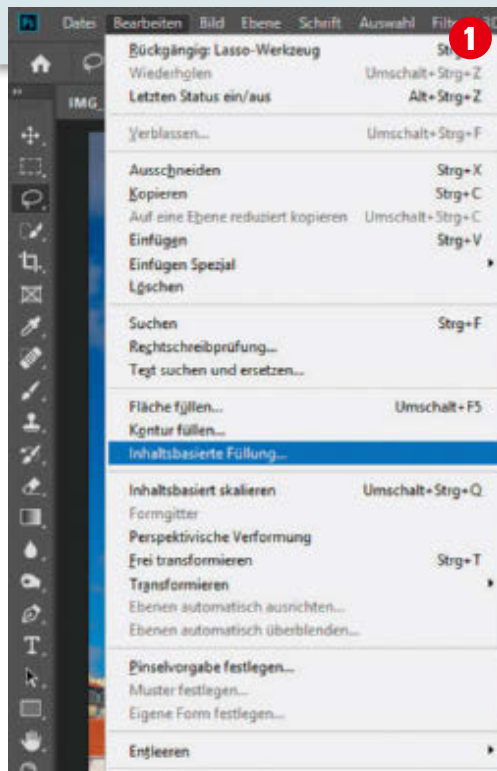 Ps Datei Bearbeiten Bild Ebene Schrift Auswahl Filter 3D
1
Rückgängig: Lasso-Werkzeug
Wiederholen Umschalt+Strg+Z
IMG_
Letzten Status ein/aus Alt+Strg+Z
Verblassen... Umschalt+Strg+F
Ausschneiden Strg+X
Kopieren Strg+C
Auf eine Ebene reduziert kopieren Umschalt+Strg+C
Einfügen Strg+V
Einfügen Spezial
Löschen
Suchen Strg+F
Rechtschreibprüfung...
Text suchen und ersetzen...
Fläche füllen... Umschalt+F5
Kontur füllen...
Inhaltsbasierte Füllung...
Inhaltsbasiert skalieren Umschalt+Strg+Q
Formgitter
Perspektivische Verformung
Frei transformieren Strg+T
Transformieren
Ebenen automatisch ausrichten...
Ebenen automatisch überblenden...
Pinselvorgabe festlegen...
Muster festlegen...
Eigene Form festlegen...
Entleeren